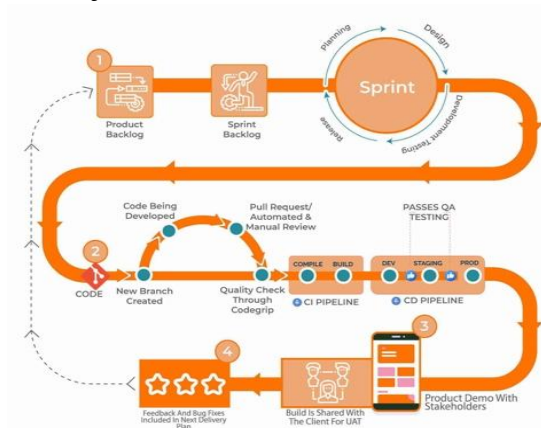 1
Product
Backlog
Sprint
Backlog
Planning
Design
Sprint
Development Testing
Release
Code Being
Developed
Pull Request/
Automated &
Manual Review
PASSES QA
TESTING
2
CODE
New Branch
Created
Quality Check
Through
Codegrip
COMPILE
BUILD
CI PIPELINE
DEV
STAGING
PROD
CD PIPELINE
3
Product Demo With
Stakeholders
Build Is Shared With
The Client For UAT
4
Feedback And Bug Fixes
Included In Next Delivery
Plan